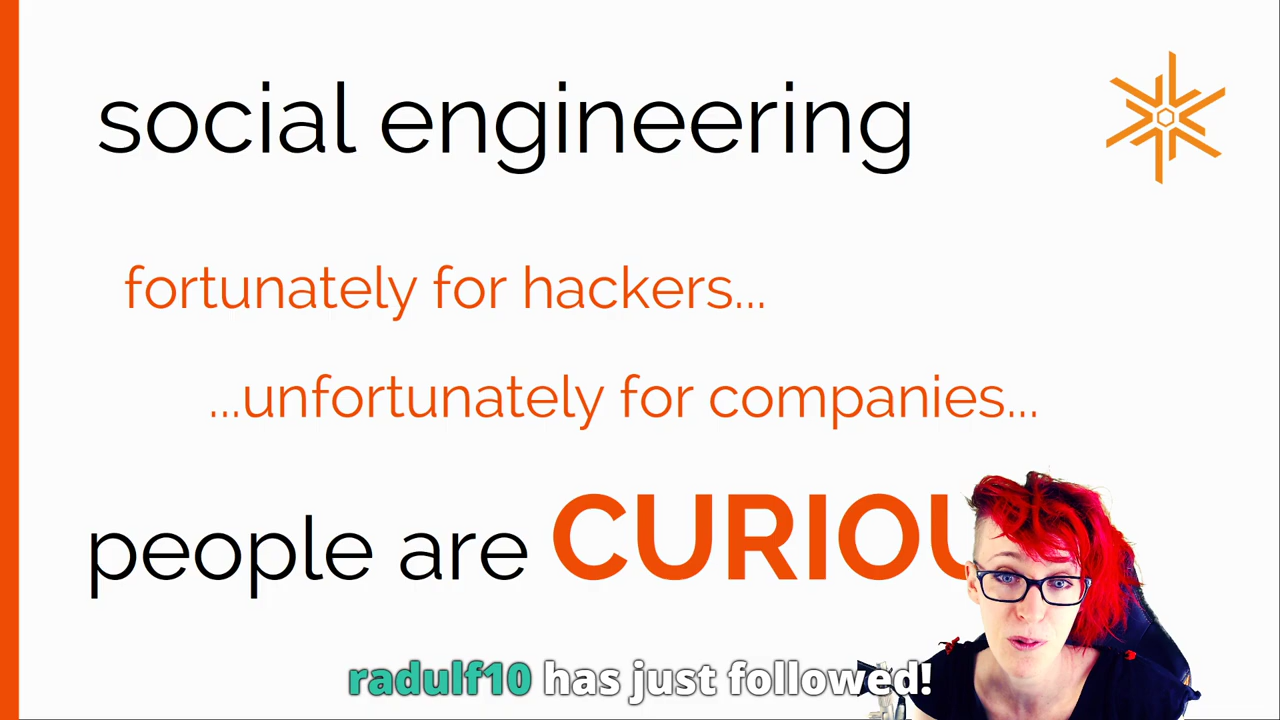 social engineering
fortunately for hackers...
...unfortunately for companies...
people are CURIOU
radulf10 has just followed!